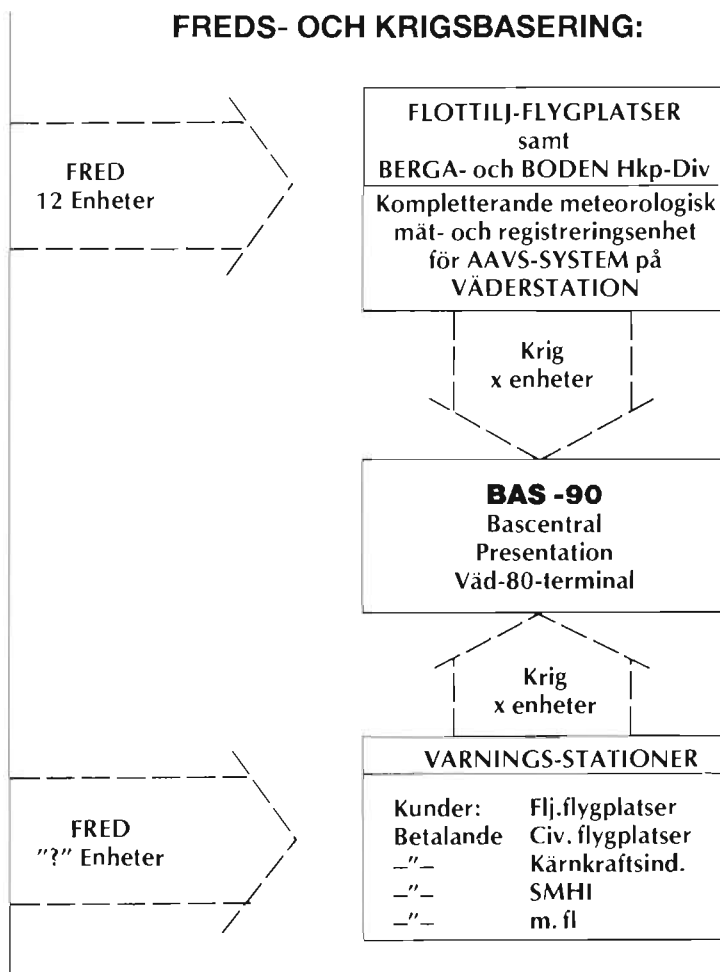 FREDS- OCH KRIGSBASERING:
FRED
12 Enheter
FLOTTILJ-FLYGPLATSER
samt
BERGA- och BODEN Hkp-Div
Kompletterande meteorologisk
mät- och registreringsenhet
för AAVS-SYSTEM på
VÄDERSTATION
Krig
x enheter
BAS -90
Bascentral
Presentation
Väd-80-terminal
Krig
x enheter
FRED
"?" Enheter
VARNINGS-STATIONER
Kunder: Flj.flygplatser
Betalande Civ. flygplatser
–"– Kärnkraftsind.
–"– SMHI
–"– m. fl